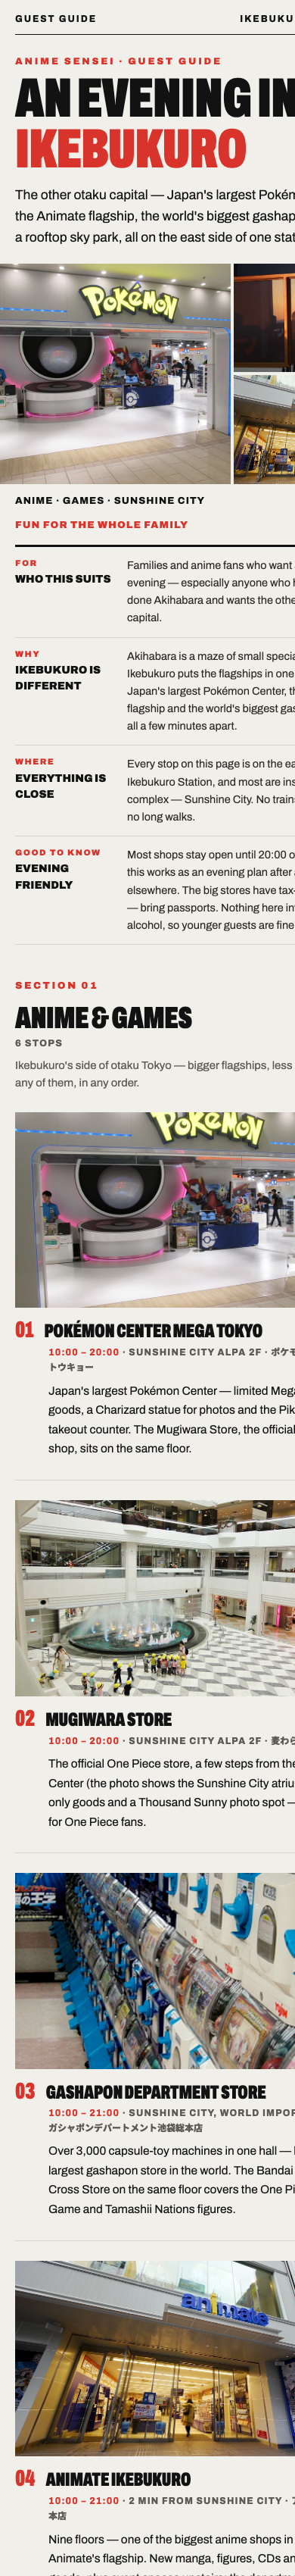 GUEST GUIDE
IKEBUKU
ANIME SENSEI · GUEST GUIDE
AN EVENING IN
IKEBUKURO
The other otaku capital — Japan's largest Pokém
the Animate flagship, the world's biggest gashap
a rooftop sky park, all on the east side of one stat
Pokémon
ANIME · GAMES · SUNSHINE CITY
FUN FOR THE WHOLE FAMILY
FOR
WHO THIS SUITS
Families and anime fans who want
evening — especially anyone who h
done Akihabara and wants the othe
capital.
WHY
IKEBUKURO IS
DIFFERENT
Akihabara is a maze of small specia
Ikebukuro puts the flagships in one
Japan's largest Pokémon Center, th
flagship and the world's biggest gas
all a few minutes apart.
WHERE
EVERYTHING IS
CLOSE
Every stop on this page is on the ea
Ikebukuro Station, and most are ins
complex — Sunshine City. No trains
no long walks.
GOOD TO KNOW
EVENING
FRIENDLY
Most shops stay open until 20:00 o
this works as an evening plan after
elsewhere. The big stores have tax-
— bring passports. Nothing here in
alcohol, so younger guests are fine
SECTION 01
ANIME & GAMES
6 STOPS
Ikebukuro's side of otaku Tokyo — bigger flagships, less
any of them, in any order.
Pokémon
01 POKÉMON CENTER MEGA TOKYO
10:00 – 20:00 · SUNSHINE CITY ALPA 2F · ポケモ
トウキョー
Japan's largest Pokémon Center — limited Mega
goods, a Charizard statue for photos and the Pik
takeout counter. The Mugiwara Store, the official
shop, sits on the same floor.
02 MUGIWARA STORE
10:00 – 20:00 · SUNSHINE CITY ALPA 2F · 麦わら
The official One Piece store, a few steps from the
Center (the photo shows the Sunshine City atriu
only goods and a Thousand Sunny photo spot —
for One Piece fans.
の王子
03 GASHAPON DEPARTMENT STORE
10:00 – 21:00 · SUNSHINE CITY, WORLD IMPOR
ガシャポンデパートメント池袋総本店
Over 3,000 capsule-toy machines in one hall —
largest gashapon store in the world. The Bandai
Cross Store on the same floor covers the One Pi
Game and Tamashii Nations figures.
animate
04 ANIMATE IKEBUKURO
10:00 – 21:00 · 2 MIN FROM SUNSHINE CITY · ア
本店
Nine floors — one of the biggest anime shops in
Animate's flagship. New manga, figures, CDs an